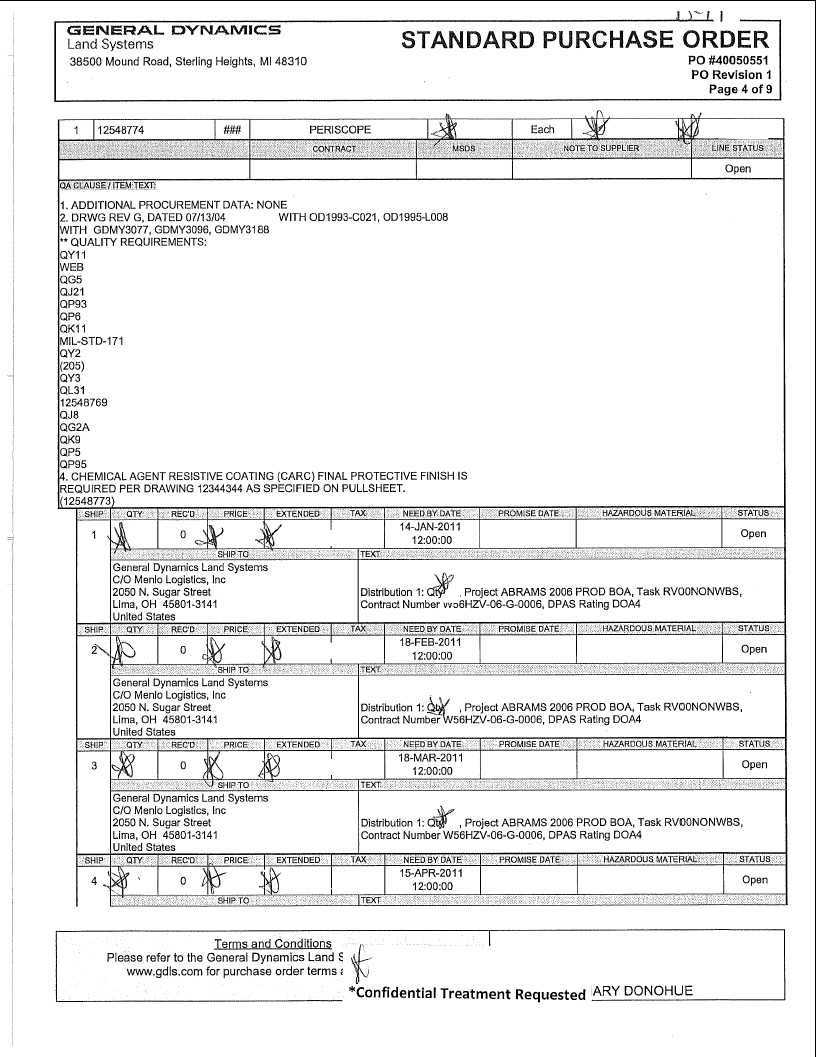 GENERAL DYNAMICS
Land Systems
38500 Mound Road, Sterling Heights, MI 48310
STANDARD PURCHASE ORDER
PO #40050551
PO Revision 1
Page 4 of 9
1 12548774 ### PERISCOPE Each
CONTRACT MSDS NOTE TO SUPPLIER LINE STATUS
Open
QA CLAUSE / ITEM TEXT:
1. ADDITIONAL PROCUREMENT DATA: NONE
2. DRWG REV G, DATED 07/13/04 WITH OD1993-C021, OD1995-L008
WITH GDMY3077, GDMY3096, GDMY3188
** QUALITY REQUIREMENTS:
QY11
WEB
QG5
QJ21
QP93
QP6
QK11
MIL-STD-171
QY2
(205)
QY3
QL31
12548769
QJ8
QG2A
QK9
QP5
QP95
4. CHEMICAL AGENT RESISTIVE COATING (CARC) FINAL PROTECTIVE FINISH IS
REQUIRED PER DRAWING 12344344 AS SPECIFIED ON PULLSHEET.
(12548773)
SHIP QTY REC'D PRICE EXTENDED TAX NEED BY DATE PROMISE DATE HAZARDOUS MATERIAL STATUS
1 0 14-JAN-2011 Open
12:00:00
SHIP TO TEXT
General Dynamics Land Systems
C/O Menlo Logistics, Inc
2050 N. Sugar Street Distribution 1: Qty , Project ABRAMS 2006 PROD BOA, Task RV00NONWBS,
Lima, OH 45801-3141 Contract Number W56HZV-06-G-0006, DPAS Rating DOA4
United States
SHIP QTY REC'D PRICE EXTENDED TAX NEED BY DATE PROMISE DATE HAZARDOUS MATERIAL STATUS
2 0 18-FEB-2011 Open
12:00:00
SHIP TO TEXT
General Dynamics Land Systems
C/O Menlo Logistics, Inc
2050 N. Sugar Street Distribution 1: Qty , Project ABRAMS 2006 PROD BOA, Task RV00NONWBS,
Lima, OH 45801-3141 Contract Number W56HZV-06-G-0006, DPAS Rating DOA4
United States
SHIP QTY REC'D PRICE EXTENDED TAX NEED BY DATE PROMISE DATE HAZARDOUS MATERIAL STATUS
3 0 18-MAR-2011 Open
12:00:00
SHIP TO TEXT
General Dynamics Land Systems
C/O Menlo Logistics, Inc
2050 N. Sugar Street Distribution 1: Qty , Project ABRAMS 2006 PROD BOA, Task RV00NONWBS,
Lima, OH 45801-3141 Contract Number W56HZV-06-G-0006, DPAS Rating DOA4
United States
SHIP QTY REC'D PRICE EXTENDED TAX NEED BY DATE PROMISE DATE HAZARDOUS MATERIAL STATUS
4 0 15-APR-2011 Open
12:00:00
SHIP TO TEXT
Terms and Conditions
Please refer to the General Dynamics Land S
www.gdls.com for purchase order terms a
*Confidential Treatment Requested ARY DONOHUE